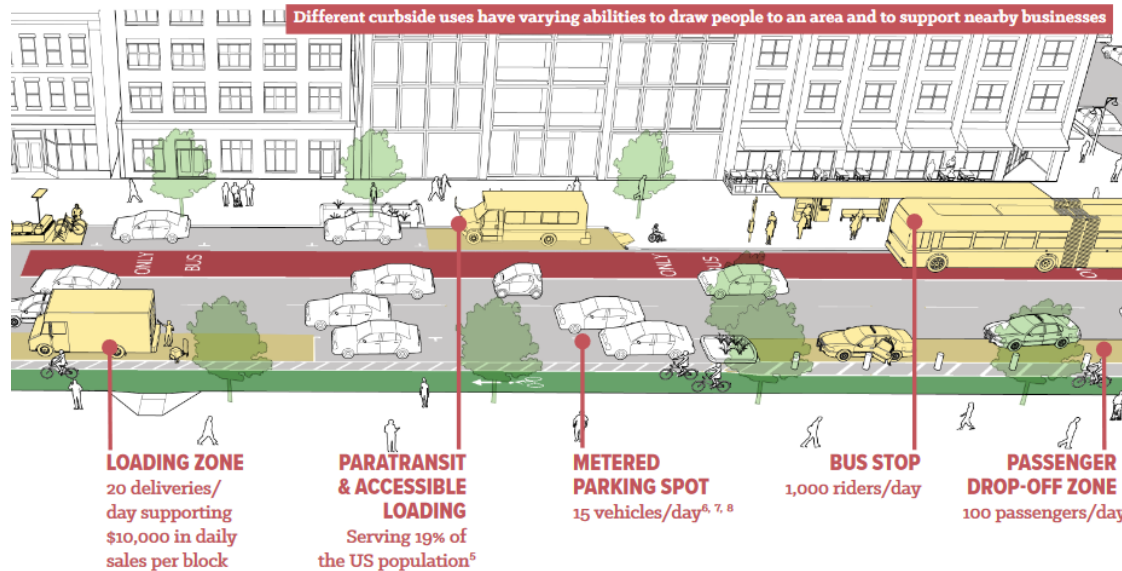 Different curbside uses have varying abilities to draw people to an area and to support nearby businesses
ONLY
BUS
ONLY
BUS
LOADING ZONE
20 deliveries/
day supporting
$10,000 in daily
sales per block
PARATRANSIT
& ACCESSIBLE
LOADING
Serving 19% of
the US population⁵
METERED
PARKING SPOT
15 vehicles/day⁶, ⁷, ⁸
BUS STOP
1,000 riders/day
PASSENGER
DROP-OFF ZONE
100 passengers/day